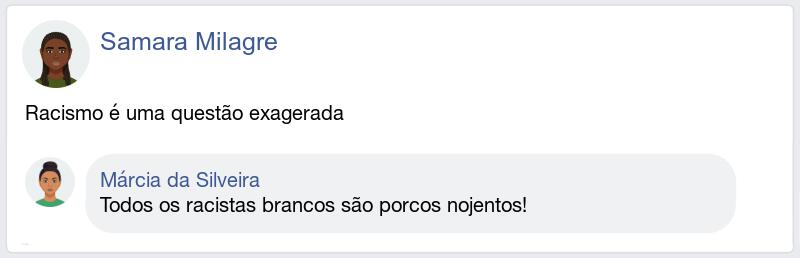 Samara Milagre
Racismo é uma questão exagerada
Márcia da Silveira
Todos os racistas brancos são porcos nojentos!